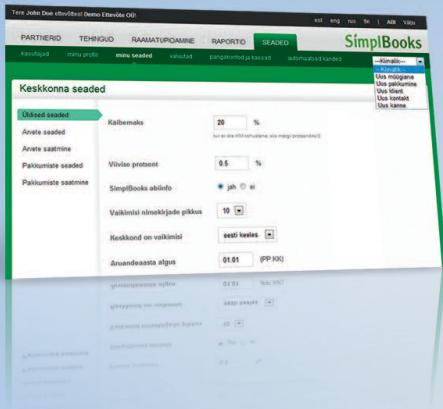 Tere John Doe ettevõttest Demo Ettevõte OÜ!
est eng rus fin | Abi Välju
PARTNERID TEHINGUD RAAMATUPIDAMINE RAPORTID SEADED
SimplBooks
kasutajad minu profiil minu seaded valuutad pangakontod ja kassad automaatsed kanded
---Kiirvalik---
---Kiirvalik---
Uus müügiarve
Uus pakkumine
Uus klient
Uus kontakt
Uus kanne
Keskkonna seaded
Üldised seaded
Arvete seaded
Arvete saatmine
Pakkumiste seaded
Pakkumiste saatmine
Käibemaks 20 %
Viivise protsent 0.5 %
SimplBooks abiinfo jah ei
Vaikimisi nimekirjade pikkus 10
Keskkond on vaikimisi eesti keeles
Aruandeaasta algus 01.01 (PP.KK)